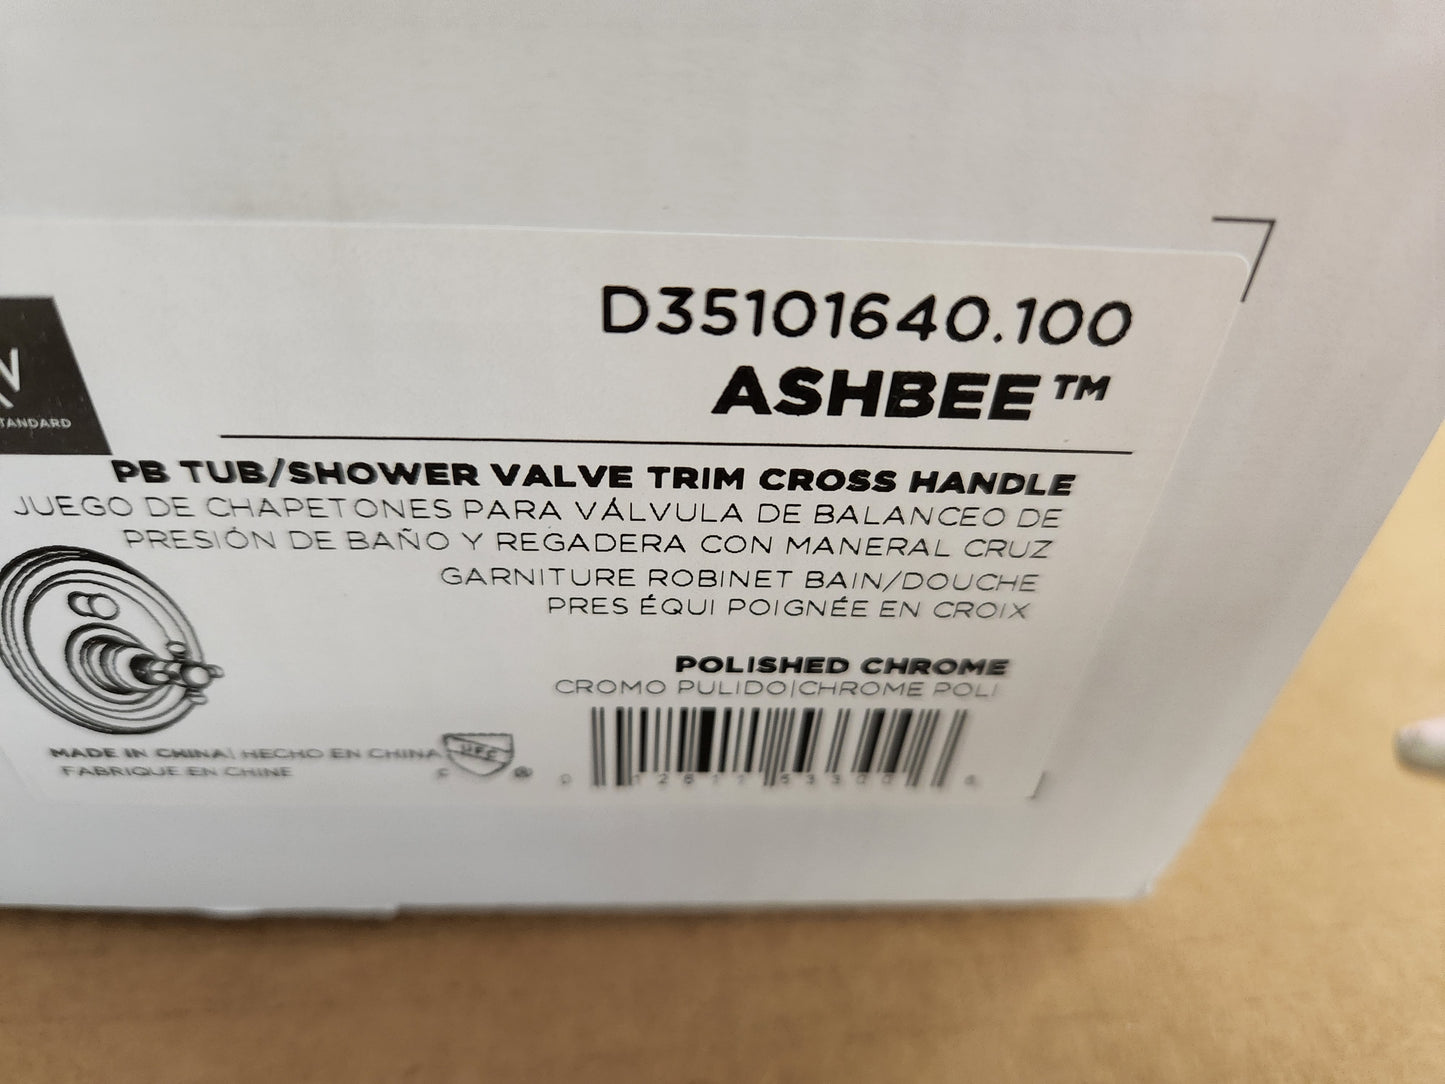 D35101640.100
ASHBEE™
N
STANDARD
PB TUB/SHOWER VALVE TRIM CROSS HANDLE
JUEGO DE CHAPETONES PARA VÁLVULA DE BALANCEO DE
PRESIÓN DE BAÑO Y REGADERA CON MANERAL CRUZ
GARNITURE ROBINET BAIN/DOUCHE
PRES ÉQUI POIGNÉE EN CROIX
POLISHED CHROME
CROMO PULIDO|CHROME POLI
MADE IN CHINA| HECHO EN CHINA
FABRIQUE EN CHINE
UPC